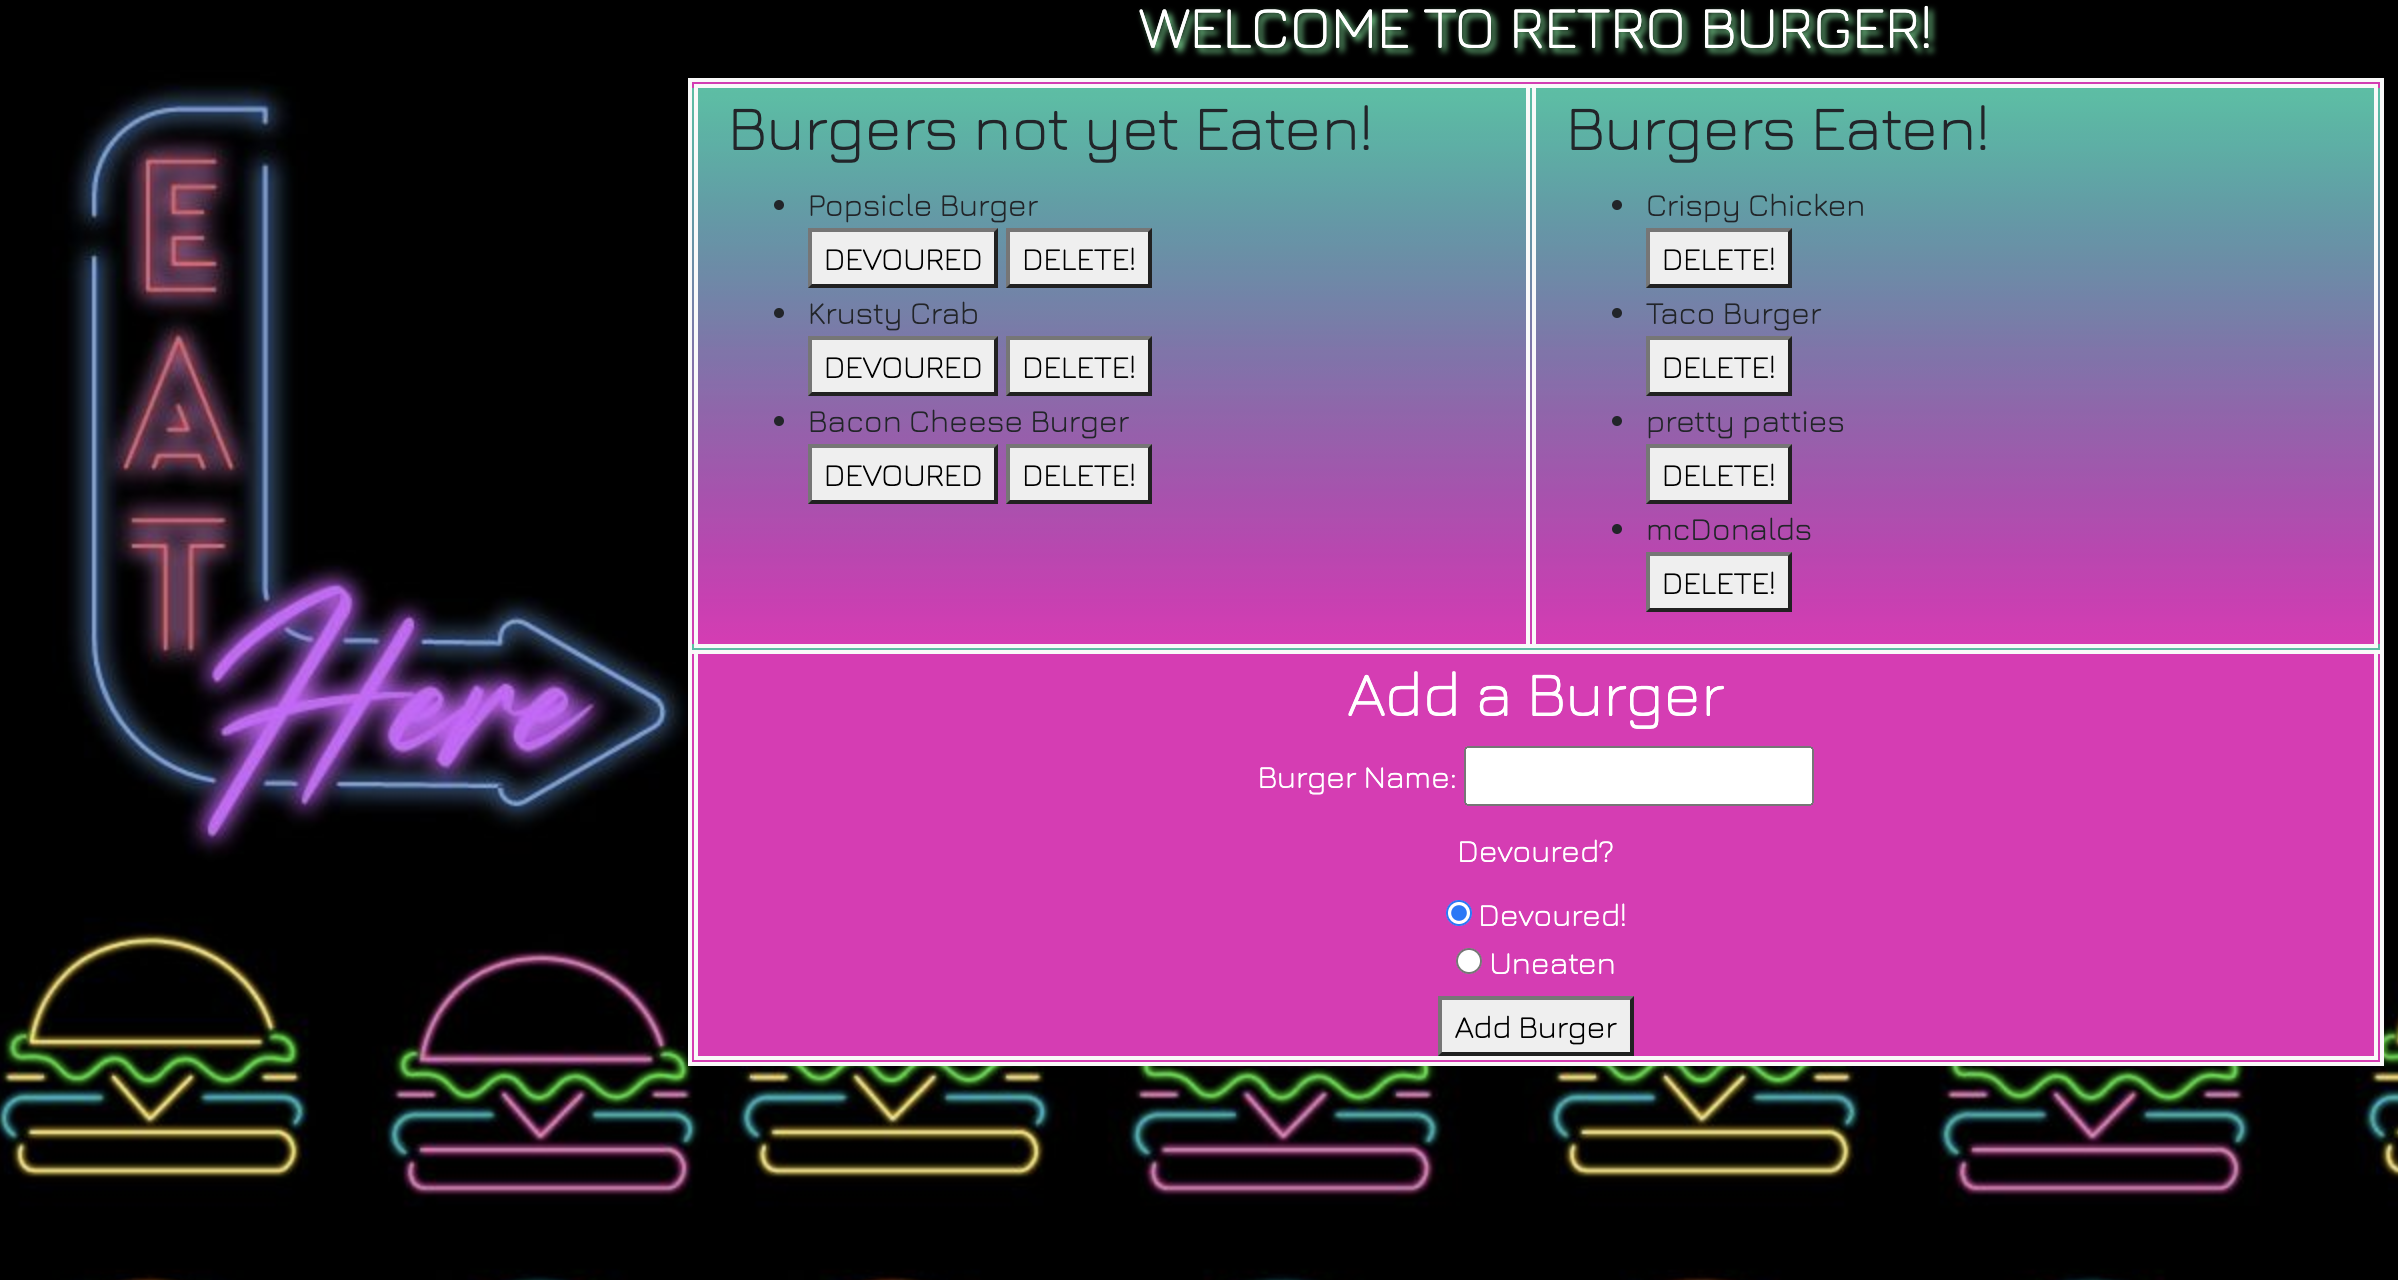 WELCOME TO RETRO BURGER!
EAT
Here
Burgers not yet Eaten!
Popsicle Burger
DEVOURED DELETE!
Krusty Crab
DEVOURED DELETE!
Bacon Cheese Burger
DEVOURED DELETE!
Burgers Eaten!
Crispy Chicken
DELETE!
Taco Burger
DELETE!
pretty patties
DELETE!
mcDonalds
DELETE!
Add a Burger
Burger Name:
Devoured?
Devoured!
Uneaten
Add Burger